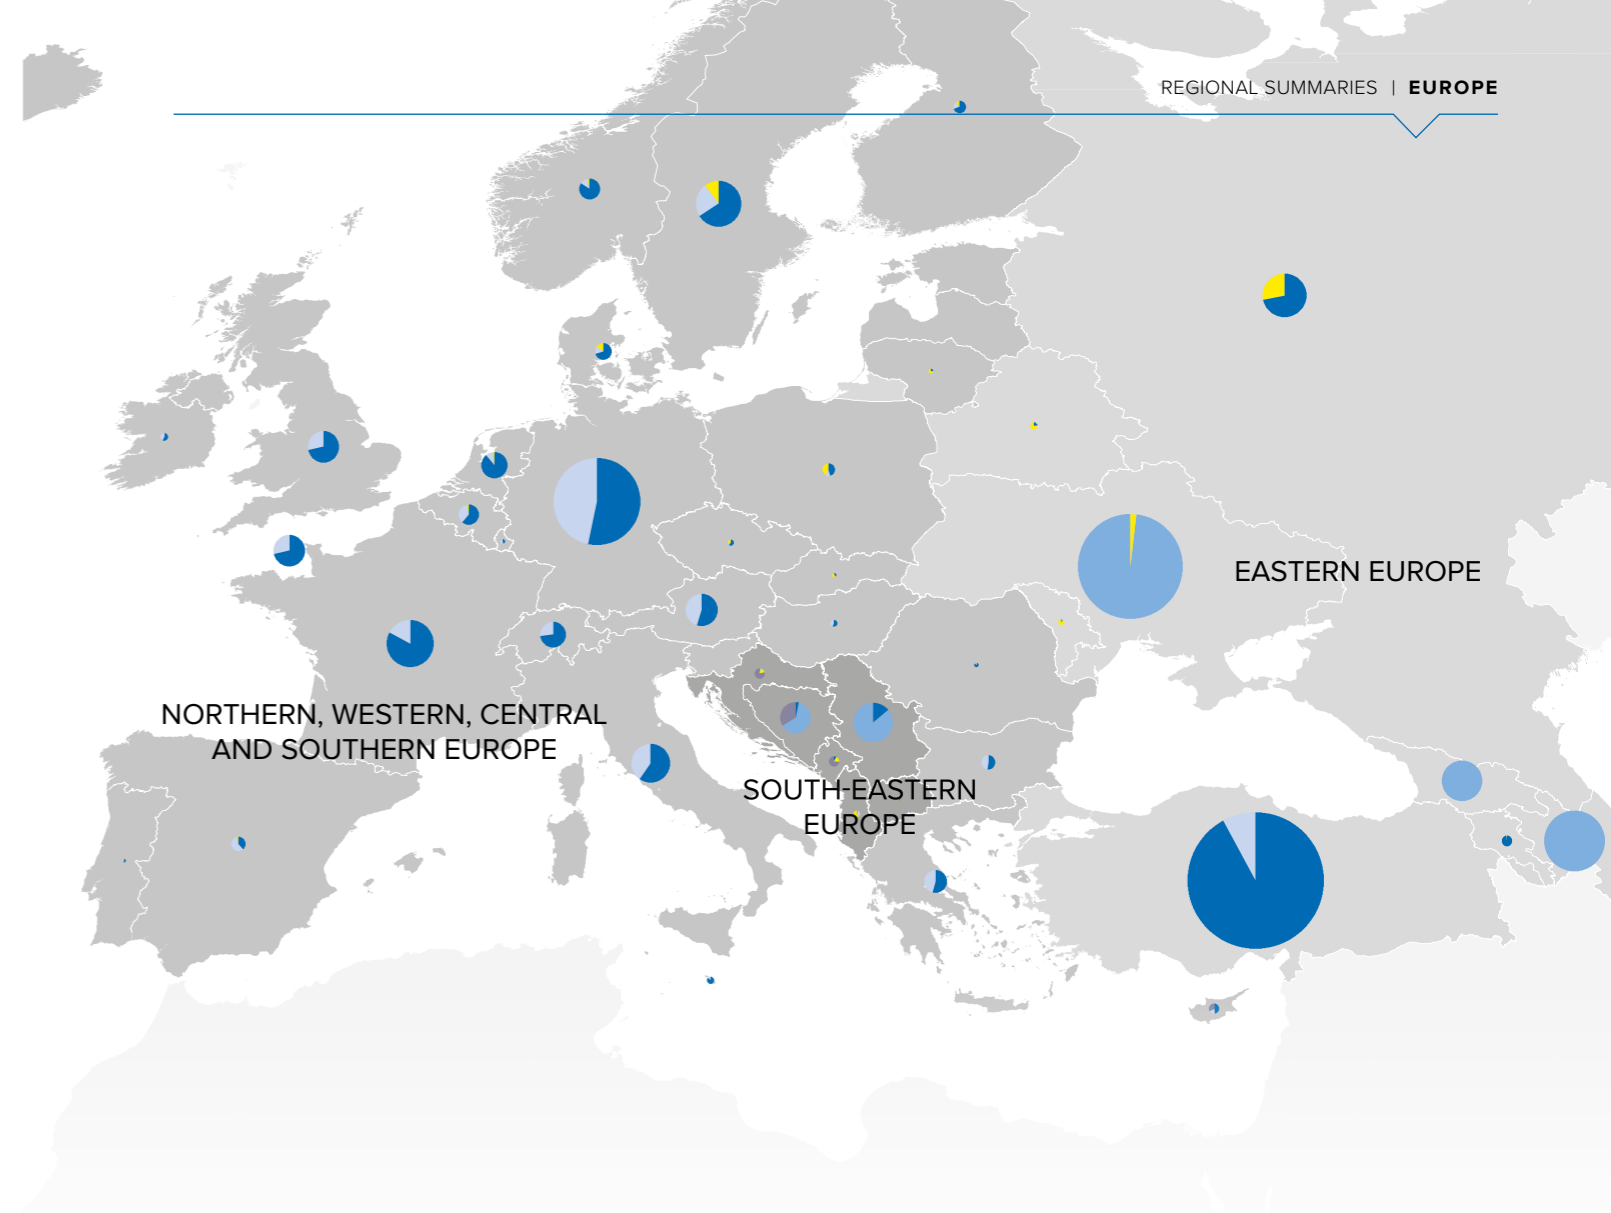 REGIONAL SUMMARIES | EUROPE
EASTERN EUROPE
NORTHERN, WESTERN, CENTRAL
AND SOUTHERN EUROPE
SOUTH-EASTERN
EUROPE